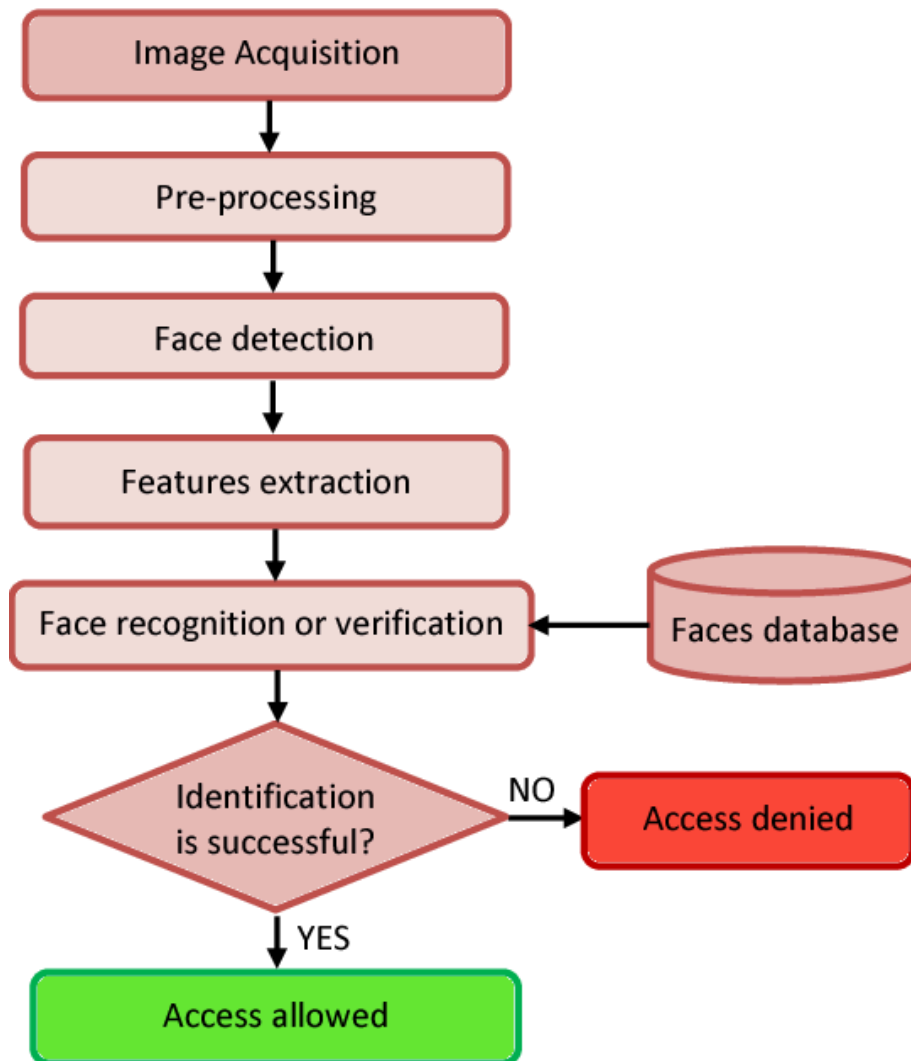 Image Acquisition
Pre-processing
Face detection
Features extraction
Face recognition or verification
Faces database
Identification
is successful?
NO
Access denied
YES
Access allowed